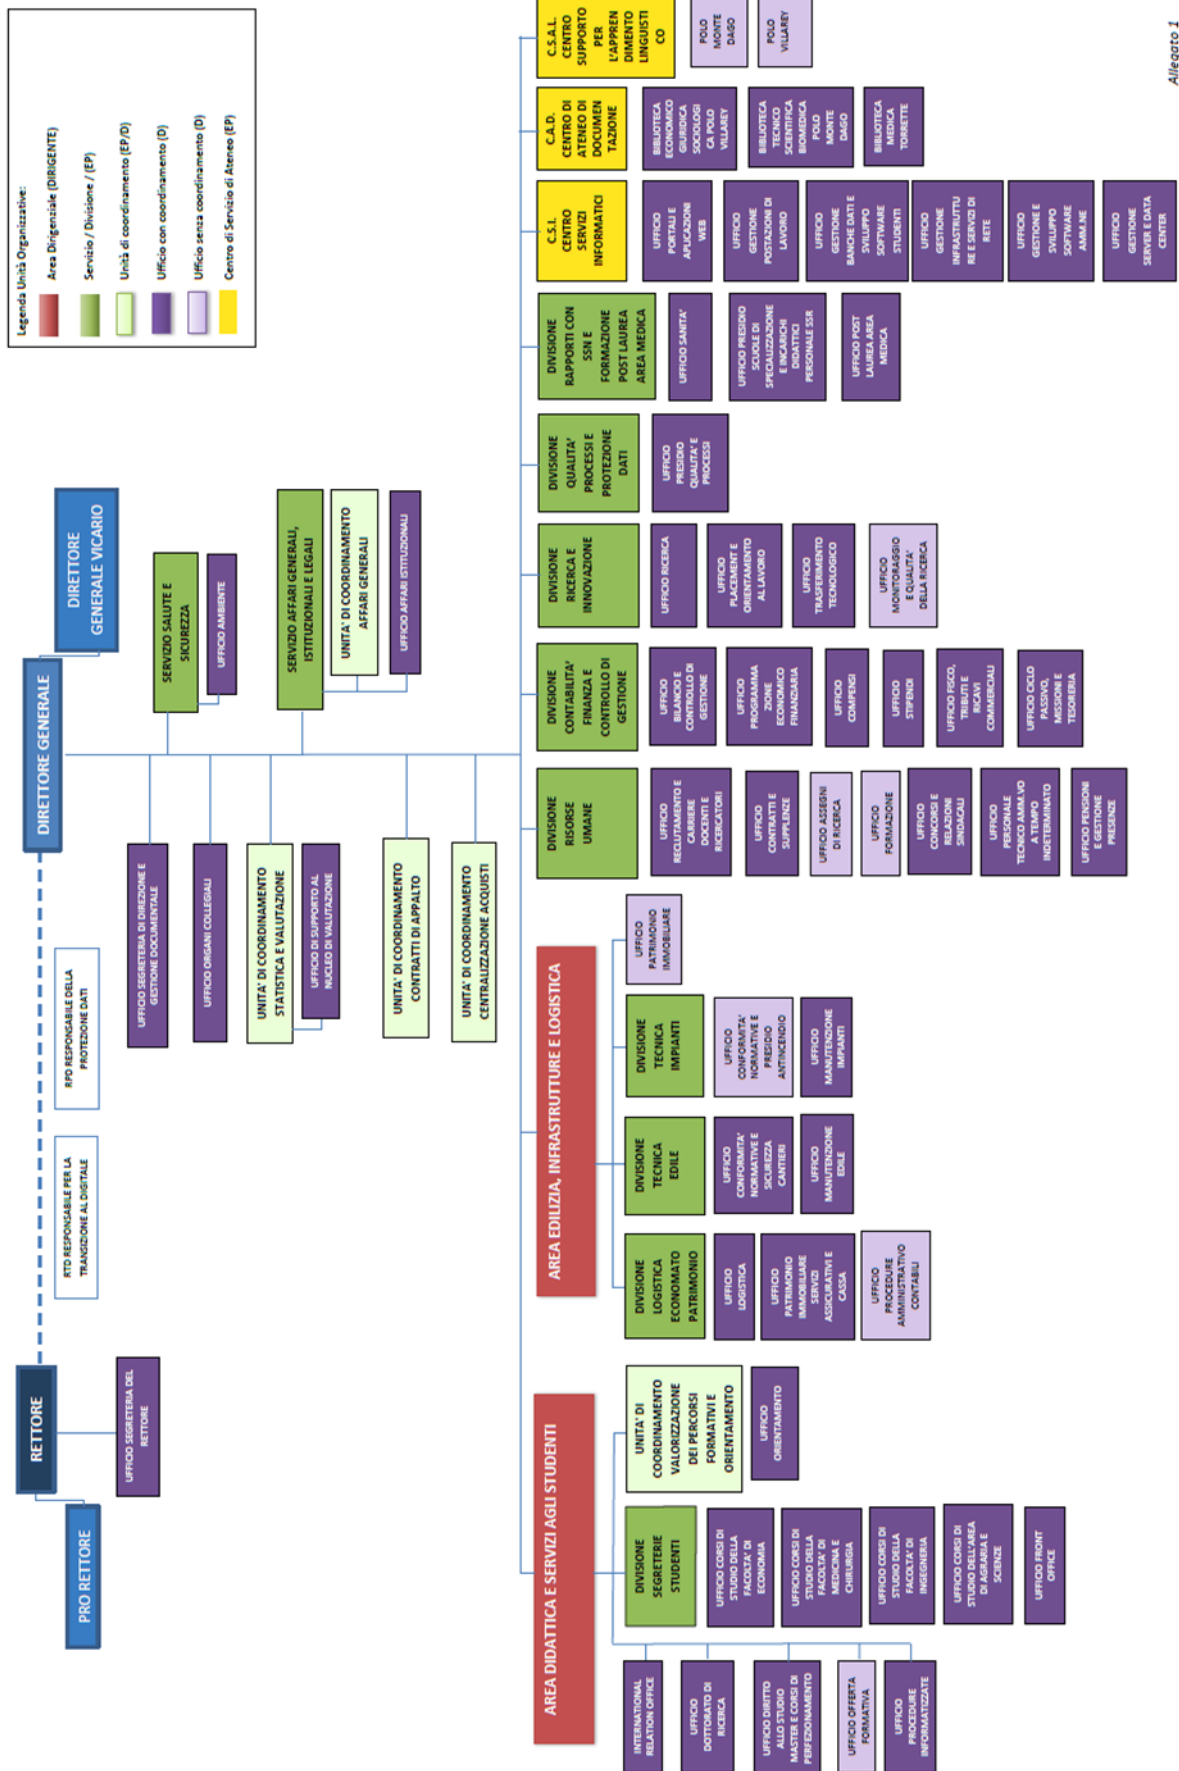 PRO RETTORE
RETTORE
UFFICIO SEGRETERIA DEL
RETTORE
RTD RESPONSABILE PER LA
TRANSIZIONE AL DIGITALE
RPD RESPONSABILE DELLA
PROTEZIONE DATI
DIRETTORE GENERALE
DIRETTORE
GENERALE VICARIO
Legenda Unità Organizzative:
Area Dirigenziale (DIRIGENTE)
Servizio / Divisione / (EP)
Unità di coordinamento (EP/D)
Ufficio con coordinamento (D)
Ufficio senza coordinamento (D)
Centro di Servizio di Ateneo (EP)
UFFICIO SEGRETERIA DI DIREZIONE E
GESTIONE DOCUMENTALE
UFFICIO ORGANI COLLEGIALI
UNITA' DI COORDINAMENTO
STATISTICA E VALUTAZIONE
UFFICIO DI SUPPORTO AL
NUCLEO DI VALUTAZIONE
UNITA' DI COORDINAMENTO
CONTRATTI DI APPALTO
UNITA' DI COORDINAMENTO
CENTRALIZZAZIONE ACQUISTI
SERVIZIO SALUTE E
SICUREZZA
UFFICIO AMBIENTE
SERVIZIO AFFARI GENERALI,
ISTITUZIONALI E LEGALI
UNITA' DI COORDINAMENTO
AFFARI GENERALI
UFFICIO AFFARI ISTITUZIONALI
AREA DIDATTICA E SERVIZI AGLI STUDENTI
INTERNATIONAL
RELATION OFFICE
UFFICIO
DOTTORATO DI
RICERCA
UFFICIO DIRITTO
ALLO STUDIO
MASTER E CORSI DI
PERFEZIONAMENTO
UFFICIO OFFERTA
FORMATIVA
UFFICIO
PROCEDURE
INFORMATIZZATE
DIVISIONE
SEGRETERIE
STUDENTI
UFFICIO CORSI DI
STUDIO DELLA
FACOLTA' DI
ECONOMIA
UFFICIO CORSI DI
STUDIO DELLA
FACOLTA' DI
MEDICINA E
CHIRURGIA
UFFICIO CORSI DI
STUDIO DELLA
FACOLTA' DI
INGEGNERIA
UFFICIO CORSI DI
STUDIO DELL'AREA
DI AGRARIA E
SCIENZE
UFFICIO FRONT
OFFICE
UNITA' DI
COORDINAMENTO
VALORIZZAZIONE
DEI PERCORSI
FORMATIVI E
ORIENTAMENTO
UFFICIO
ORIENTAMENTO
AREA EDILIZIA, INFRASTRUTTURE E LOGISTICA
DIVISIONE
LOGISTICA
ECONOMATO
PATRIMONIO
UFFICIO
LOGISTICA
UFFICIO
PATRIMONIO
IMMOBILIARE
SERVIZI
ASSICURATIVI E
CASSA
UFFICIO
PROCEDURE
AMMINISTRATIVO
CONTABILI
DIVISIONE
TECNICA
EDILE
UFFICIO
CONFORMITA'
NORMATIVE E
SICUREZZA
CANTIERI
UFFICIO
MANUTENZIONE
EDILE
DIVISIONE
TECNICA
IMPIANTI
UFFICIO
CONFORMITA'
NORMATIVE E
PRESIDIO
ANTINCENDIO
UFFICIO
MANUTENZIONE
IMPIANTI
UFFICIO
PATRIMONIO
IMMOBILIARE
DIVISIONE
RISORSE
UMANE
UFFICIO
RECLUTAMENTO E
CARRIERE
DOCENTI E
RICERCATORI
UFFICIO
CONTRATTI E
SUPPLENZE
UFFICIO ASSEGNI
DI RICERCA
UFFICIO
FORMAZIONE
UFFICIO
CONCORSI E
RELAZIONI
SINDACALI
UFFICIO
PERSONALE
TECNICO AMM.VO
A TEMPO
INDETERMINATO
UFFICIO PENSIONI
E GESTIONE
PRESENZE
DIVISIONE
CONTABILITA'
FINANZA E
CONTROLLO DI
GESTIONE
UFFICIO
BILANCIO E
CONTROLLO DI
GESTIONE
UFFICIO
PROGRAMMA
ZIONE
ECONOMICO
FINANZIARIA
UFFICIO
COMPENSI
UFFICIO
STIPENDI
UFFICIO FISCO,
TRIBUTI E
RICAVI
COMMERCIALI
UFFICIO CICLO
PASSIVO,
MISSIONI E
TESORERIA
DIVISIONE
RICERCA E
INNOVAZIONE
UFFICIO RICERCA
UFFICIO
PLACEMENT E
ORIENTAMENTO
AL LAVORO
UFFICIO
TRASFERIMENTO
TECNOLOGICO
UFFICIO
MONITORAGGIO
E QUALITA'
DELLA RICERCA
DIVISIONE
QUALITA'
PROCESSI E
PROTEZIONE
DATI
UFFICIO
PRESIDIO
QUALITA' E
PROCESSI
DIVISIONE
RAPPORTI CON
SSN E
FORMAZIONE
POST LAUREA
AREA MEDICA
UFFICIO SANITA'
UFFICIO PRESIDIO
SCUOLE DI
SPECIALIZZAZIONE
E INCARICHI
DIDATTICI
PERSONALE SSR
UFFICIO POST
LAUREA AREA
MEDICA
C.S.I.
CENTRO
SERVIZI
INFORMATICI
UFFICIO
PORTALI E
APLICAZIONI
WEB
UFFICIO
GESTIONE
POSTAZIONI DI
LAVORO
UFFICIO
GESTIONE
BANCHE DATI E
SVILUPPO
SOFTWARE
STUDENTI
UFFICIO
GESTIONE
INFRASTRUTTU
RE E SERVIZI DI
RETE
UFFICIO
GESTIONE E
SVILUPPO
SOFTWARE
AMM.NE
UFFICIO
GESTIONE
SERVER E DATA
CENTER
C.A.D.
CENTRO DI
ATENEO DI
DOCUMEN
TAZIONE
BIBLIOTECA
ECONOMICO
GIURIDICA
SOCIOLOGI
CA POLO
VILLAREY
BIBLIOTECA
TECNICO
SCIENTIFICA
BIOMEDICA
POLO
MONTE
DAGO
BIBLIOTECA
MEDICA
TORRETTE
C.S.A.L.
CENTRO
SUPPORTO
PER
L'APPREN
DIMENTO
LINGUISTI
CO
POLO
MONTE
DAGO
POLO
VILLAREY
Allegato 1